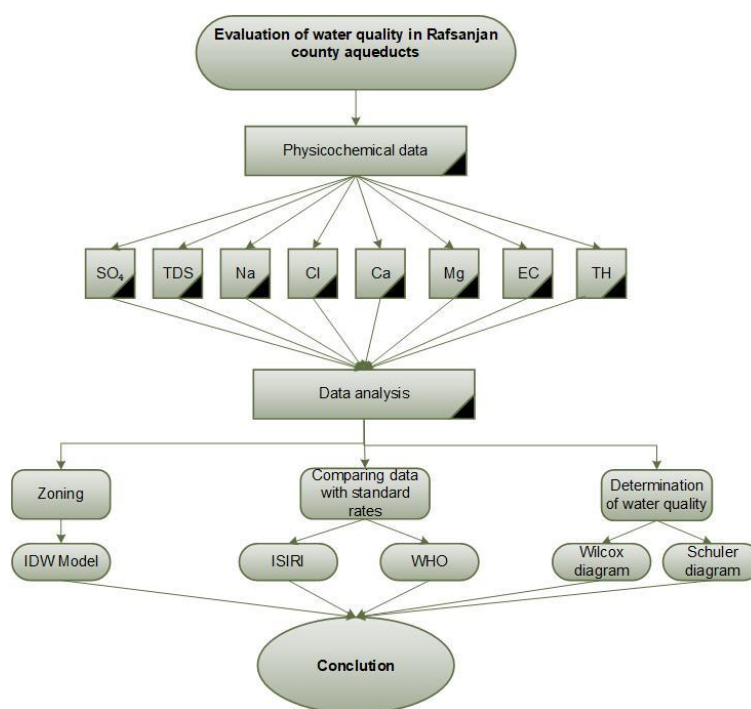 Evaluation of water quality in Rafsanjan
county aqueducts
Physicochemical data
SO₄
TDS
Na
Cl
Ca
Mg
EC
TH
Data analysis
Zoning
Comparing data
with standard
rates
Determination
of water quality
IDW Model
ISIRI
WHO
Wilcox
diagram
Schuler
diagram
Conclution